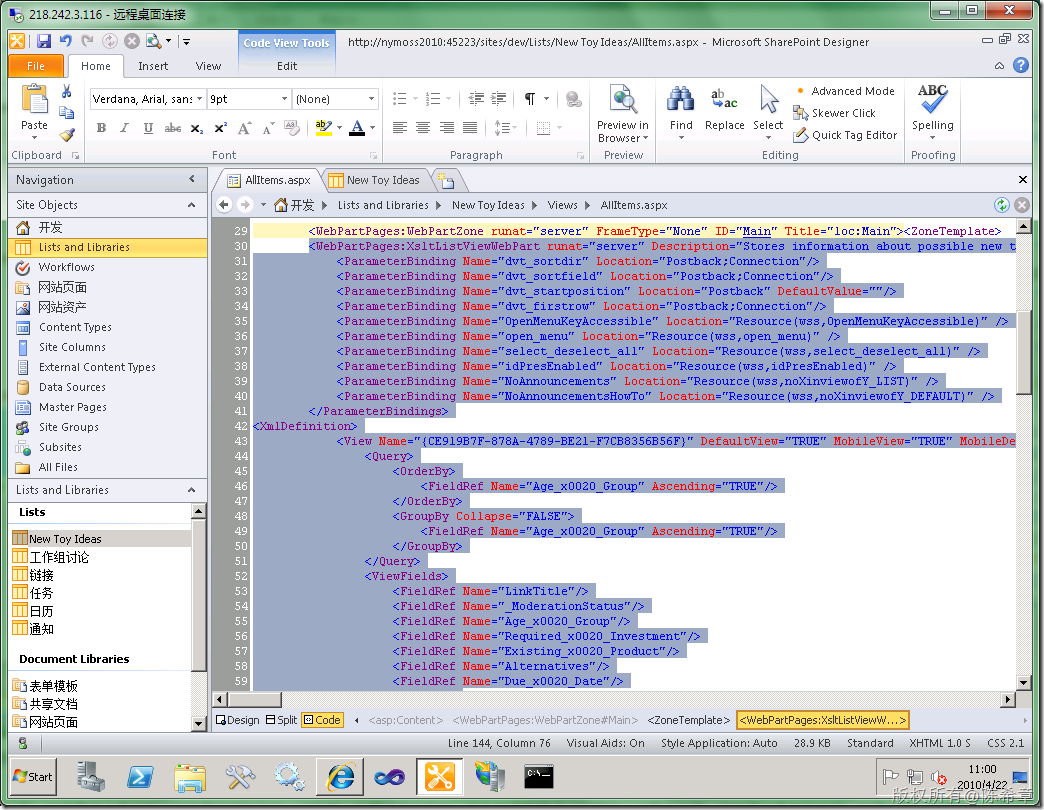 218.242.3.116 - 远程桌面连接
Code View Tools
http://nymoss2010:45223/sites/dev/Lists/New Toy Ideas/AllItems.aspx - Microsoft SharePoint Designer
File Home Insert View Edit
Verdana, Arial, sans 9pt (None)
Advanced Mode
Skewer Click
Quick Tag Editor
Paste Preview in Browser Find Replace Select Spelling
B I U abc
Clipboard Font Paragraph Preview Editing Proofing
Navigation
AllItems.aspx New Toy Ideas
Site Objects
开发 Lists and Libraries New Toy Ideas Views AllItems.aspx
开发
Lists and Libraries
Workflows
网站页面
网站资产
Content Types
Site Columns
External Content Types
Data Sources
Master Pages
Site Groups
Subsites
All Files
Lists and Libraries
Lists
New Toy Ideas
工作组讨论
链接
任务
日历
通知
Document Libraries
表单模板
共享文档
网站页面
29 <WebPartPages:WebPartZone runat="server" FrameType="None" ID="Main" Title="loc:Main"><ZoneTemplate>
30 <WebPartPages:XsltListViewWebPart runat="server" Description="Stores information about possible new t
31 <ParameterBinding Name="dvt_sortdir" Location="Postback;Connection"/>
32 <ParameterBinding Name="dvt_sortfield" Location="Postback;Connection"/>
33 <ParameterBinding Name="dvt_startposition" Location="Postback" DefaultValue=""/>
34 <ParameterBinding Name="dvt_firstrow" Location="Postback;Connection"/>
35 <ParameterBinding Name="OpenMenuKeyAccessible" Location="Resource(wss,OpenMenuKeyAccessible)" />
36 <ParameterBinding Name="open_menu" Location="Resource(wss,open_menu)" />
37 <ParameterBinding Name="select_deselect_all" Location="Resource(wss,select_deselect_all)" />
38 <ParameterBinding Name="idPresEnabled" Location="Resource(wss,idPresEnabled)" />
39 <ParameterBinding Name="NoAnnouncements" Location="Resource(wss,noXinviewofY_LIST)" />
40 <ParameterBinding Name="NoAnnouncementsHowTo" Location="Resource(wss,noXinviewofY_DEFAULT)" />
41 </ParameterBindings>
42 <XmlDefinition>
43 <View Name="{CE919B7F-878A-4789-BE21-F7CB8356B56F}" DefaultView="TRUE" MobileView="TRUE" MobileDe
44 <Query>
45 <OrderBy>
46 <FieldRef Name="Age_x0020_Group" Ascending="TRUE"/>
47 </OrderBy>
48 <GroupBy Collapse="FALSE">
49 <FieldRef Name="Age_x0020_Group" Ascending="TRUE"/>
50 </GroupBy>
51 </Query>
52 <ViewFields>
53 <FieldRef Name="LinkTitle"/>
54 <FieldRef Name="_ModerationStatus"/>
55 <FieldRef Name="Age_x0020_Group"/>
56 <FieldRef Name="Required_x0020_Investment"/>
57 <FieldRef Name="Existing_x0020_Product"/>
58 <FieldRef Name="Alternatives"/>
59 <FieldRef Name="Due_x0020_Date"/>
Design Split Code <asp:Content> <WebPartPages:WebPartZone#Main> <ZoneTemplate> <WebPartPages:XsltListViewW...>
Line 144, Column 76 Visual Aids: On Style Application: Auto 28.9 KB Standard XHTML 1.0 S CSS 2.1
Start
C:\
11:00
2010/4/22
版权所有@陈希章